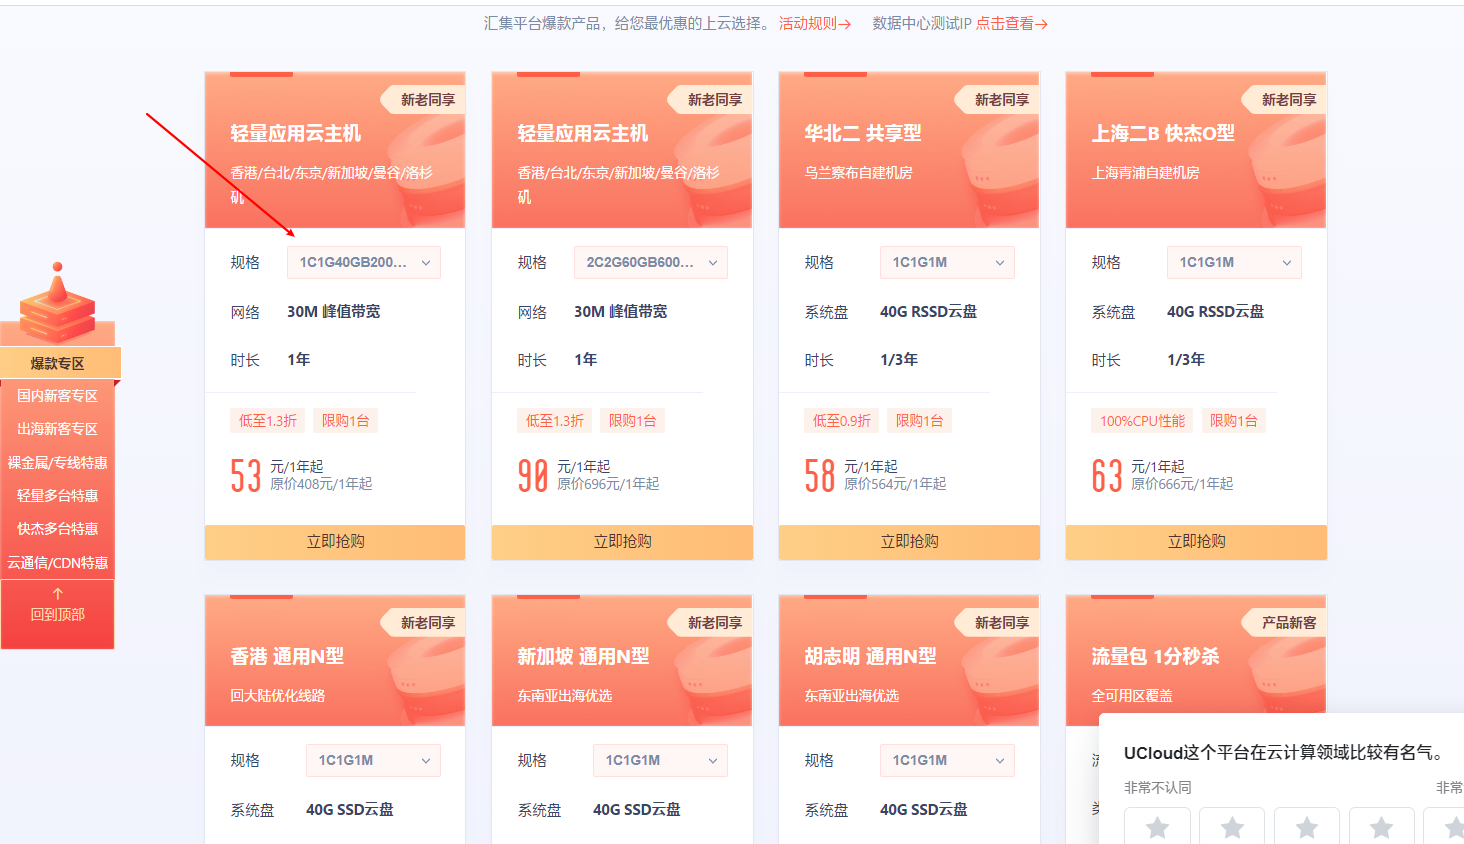 汇集平台爆款产品，给您最优惠的上云选择。 活动规则→ 数据中心测试IP 点击查看→
新老同享
轻量应用云主机
香港/台北/东京/新加坡/曼谷/洛杉
矶
规格 1C1G40GB200...
网络 30M 峰值带宽
时长 1年
低至1.3折 限购1台
53 元/1年起
原价408元/1年起
立即抢购
新老同享
轻量应用云主机
香港/台北/东京/新加坡/曼谷/洛杉
矶
规格 2C2G60GB600...
网络 30M 峰值带宽
时长 1年
低至1.3折 限购1台
90 元/1年起
原价696元/1年起
立即抢购
新老同享
华北二 共享型
乌兰察布自建机房
规格 1C1G1M
系统盘 40G RSSD云盘
时长 1/3年
低至0.9折 限购1台
58 元/1年起
原价564元/1年起
立即抢购
新老同享
上海二B 快杰O型
上海青浦自建机房
规格 1C1G1M
系统盘 40G RSSD云盘
时长 1/3年
100%CPU性能 限购1台
63 元/1年起
原价666元/1年起
立即抢购
爆款专区
国内新客专区
出海新客专区
裸金属/专线特惠
轻量多台特惠
快杰多台特惠
云通信/CDN特惠
↑
回到顶部
新老同享
香港 通用N型
回大陆优化线路
规格 1C1G1M
系统盘 40G SSD云盘
新老同享
新加坡 通用N型
东南亚出海优选
规格 1C1G1M
系统盘 40G SSD云盘
新老同享
胡志明 通用N型
东南亚出海优选
规格 1C1G1M
系统盘 40G SSD云盘
产品新客
流量包 1分秒杀
全可用区覆盖
UCloud这个平台在云计算领域比较有名气。
非常不认同 非常